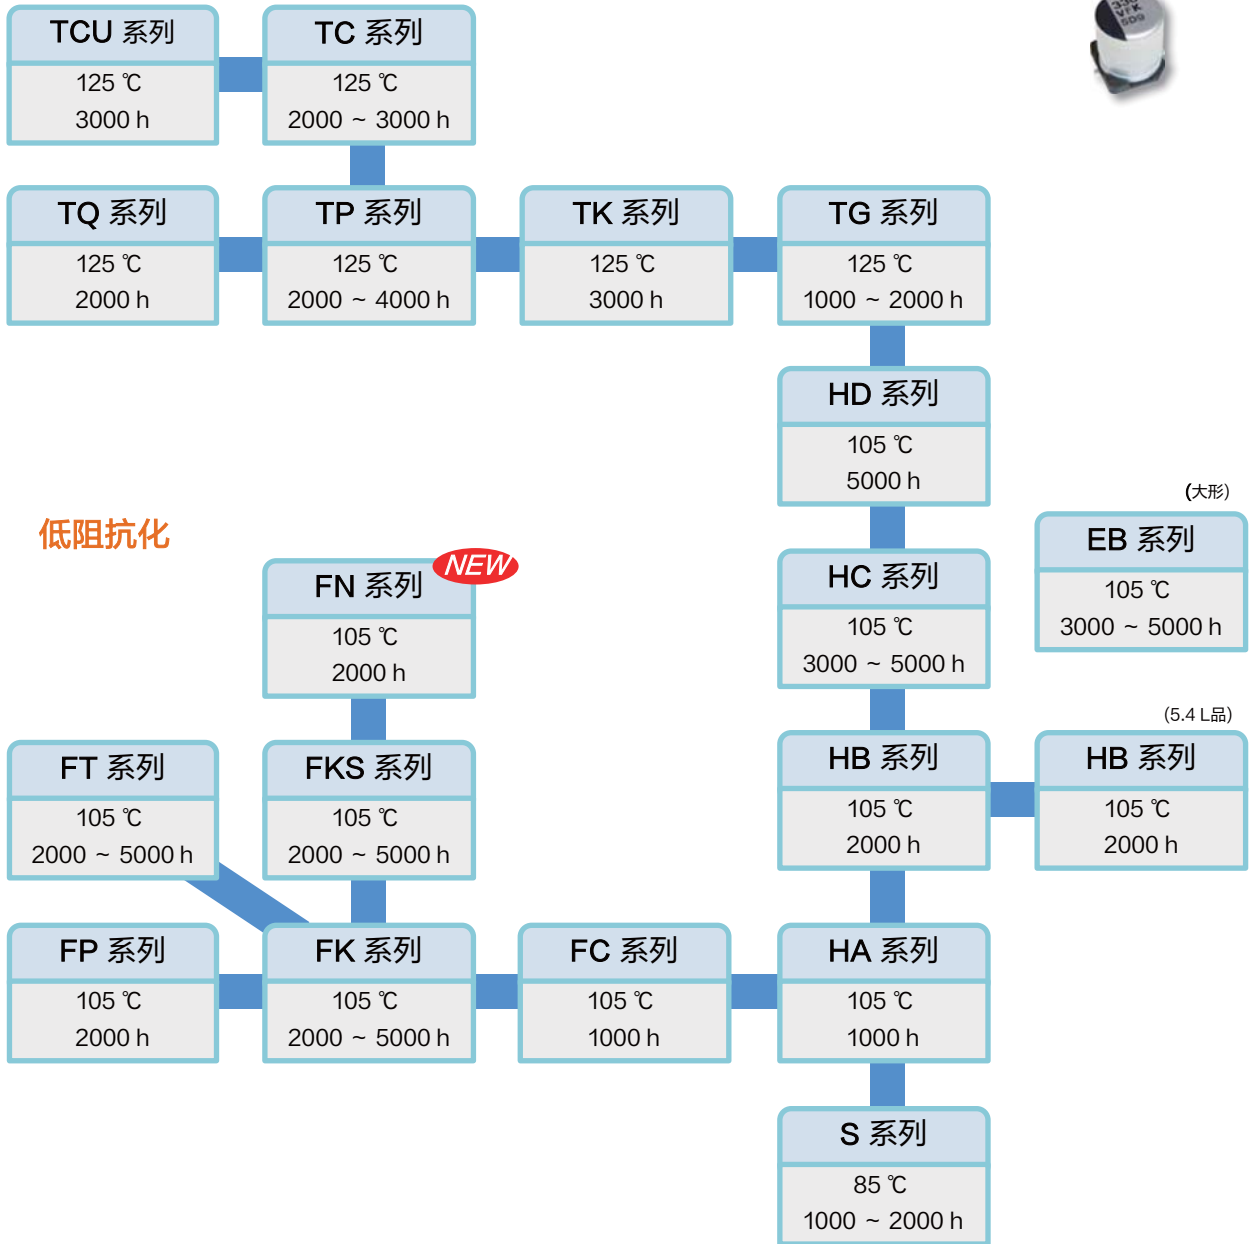 TCU 系列
125 ℃
3000 h
TC 系列
125 ℃
2000 ~ 3000 h
TQ 系列
125 ℃
2000 h
TP 系列
125 ℃
2000 ~ 4000 h
TK 系列
125 ℃
3000 h
TG 系列
125 ℃
1000 ~ 2000 h
HD 系列
105 ℃
5000 h
(大形)
EB 系列
105 ℃
3000 ~ 5000 h
低阻抗化
NEW
FN 系列
105 ℃
2000 h
HC 系列
105 ℃
3000 ~ 5000 h
(5.4 L品)
FT 系列
105 ℃
2000 ~ 5000 h
FKS 系列
105 ℃
2000 ~ 5000 h
HB 系列
105 ℃
2000 h
HB 系列
105 ℃
2000 h
FP 系列
105 ℃
2000 h
FK 系列
105 ℃
2000 ~ 5000 h
FC 系列
105 ℃
1000 h
HA 系列
105 ℃
1000 h
S 系列
85 ℃
1000 ~ 2000 h